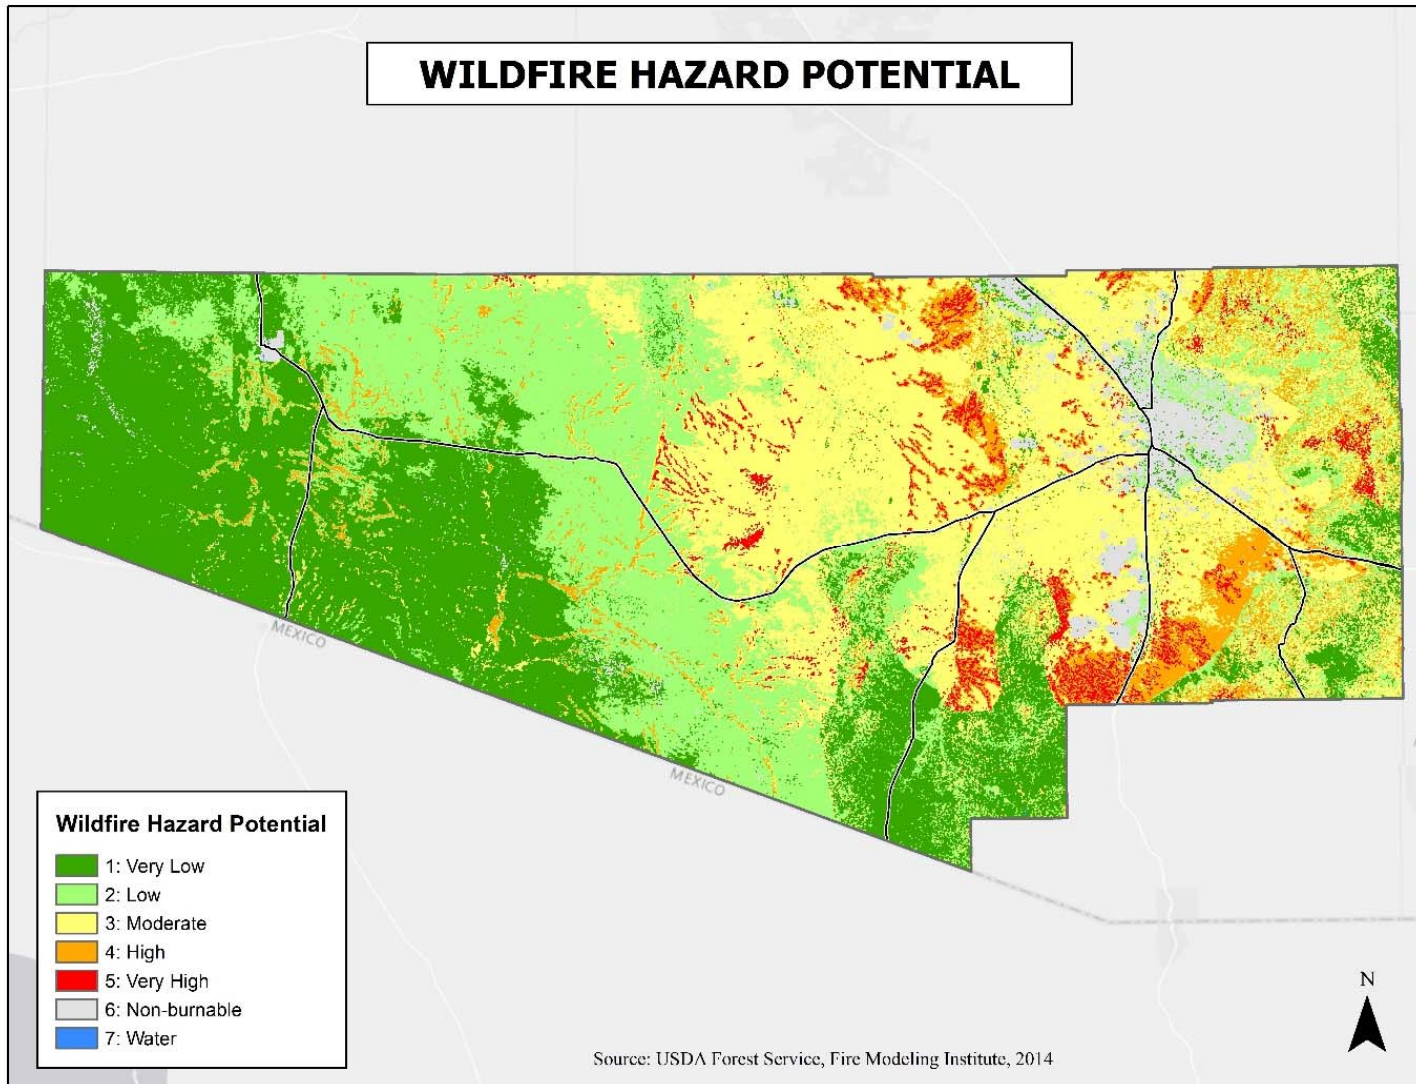 WILDFIRE HAZARD POTENTIAL
MEXICO
MEXICO
Wildfire Hazard Potential
1: Very Low
2: Low
3: Moderate
4: High
5: Very High
6: Non-burnable
7: Water
N
Source: USDA Forest Service, Fire Modeling Institute, 2014